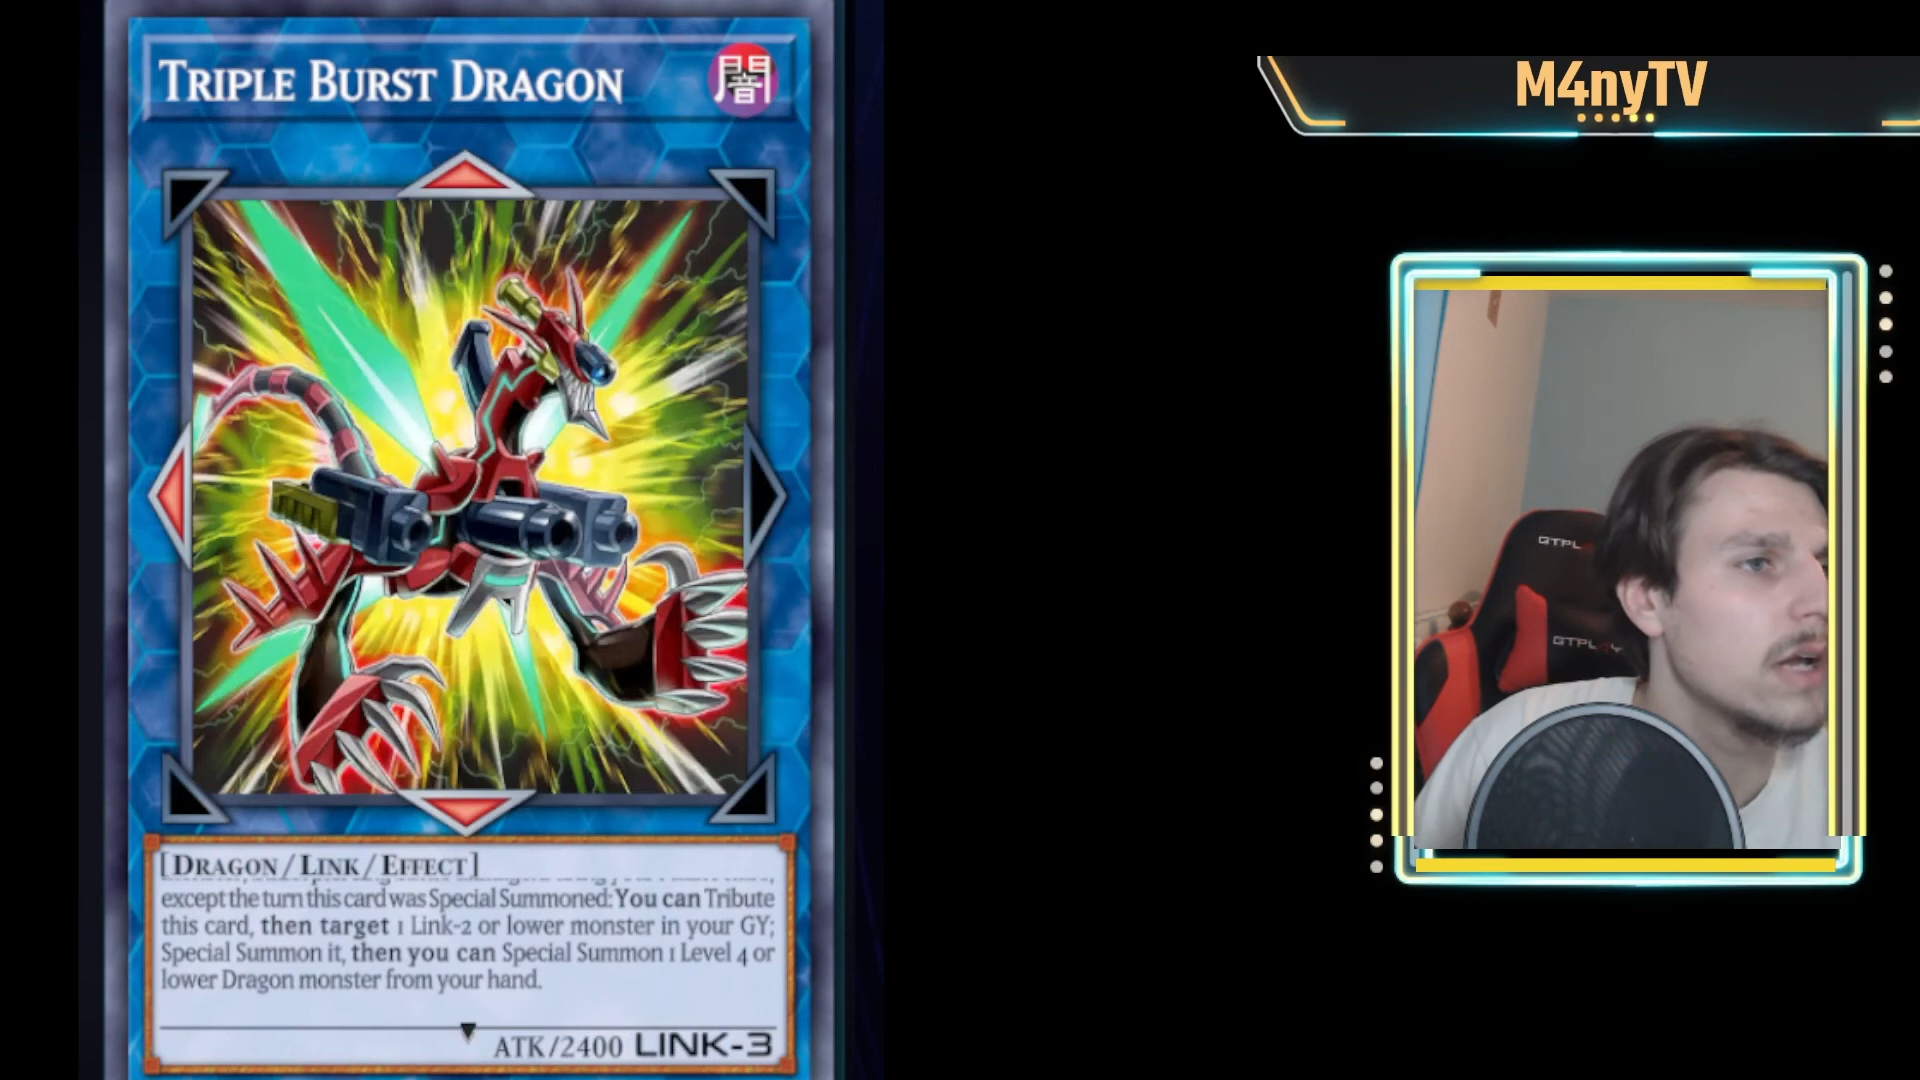 TRIPLE BURST DRAGON
闇
M4nyTV
[DRAGON/LINK/EFFECT]
except the turn this card was Special Summoned: You can Tribute
this card, then target 1 Link-2 or lower monster in your GY;
Special Summon it, then you can Special Summon 1 Level 4 or
lower Dragon monster from your hand.
ATK/2400 LINK-3
GTPL
GTPLAY